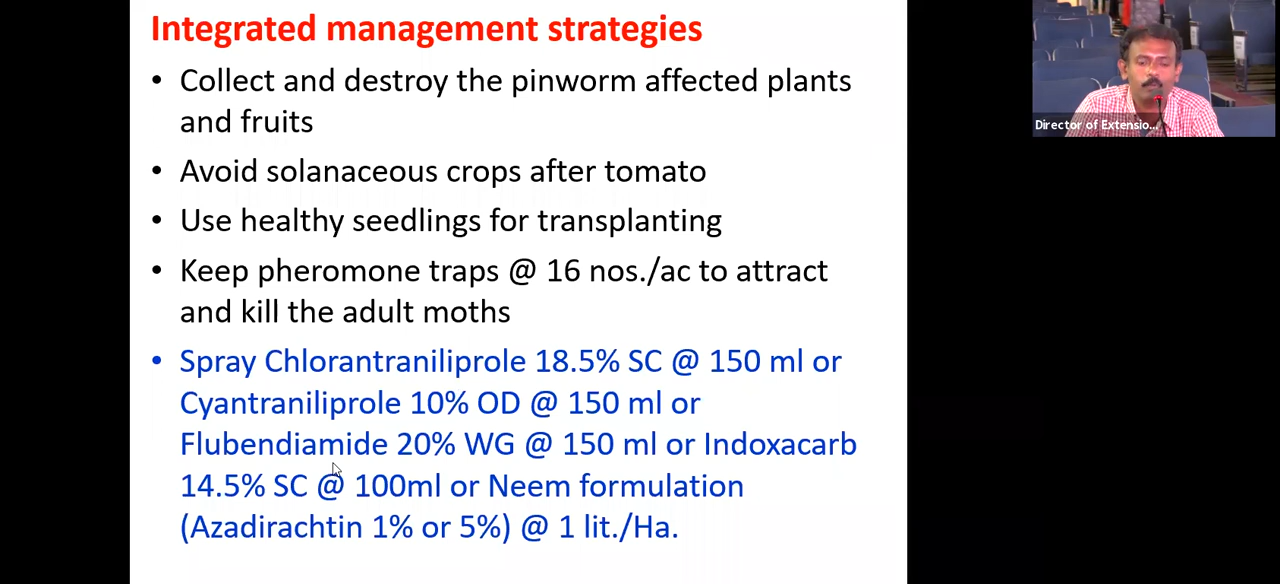 Integrated management strategies
• Collect and destroy the pinworm affected plants
and fruits
• Avoid solanaceous crops after tomato
• Use healthy seedlings for transplanting
• Keep pheromone traps @ 16 nos./ac to attract
and kill the adult moths
• Spray Chlorantraniliprole 18.5% SC @ 150 ml or
Cyantraniliprole 10% OD @ 150 ml or
Flubendiamide 20% WG @ 150 ml or Indoxacarb
14.5% SC @ 100ml or Neem formulation
(Azadirachtin 1% or 5%) @ 1 lit./Ha.
Director of Extensio...